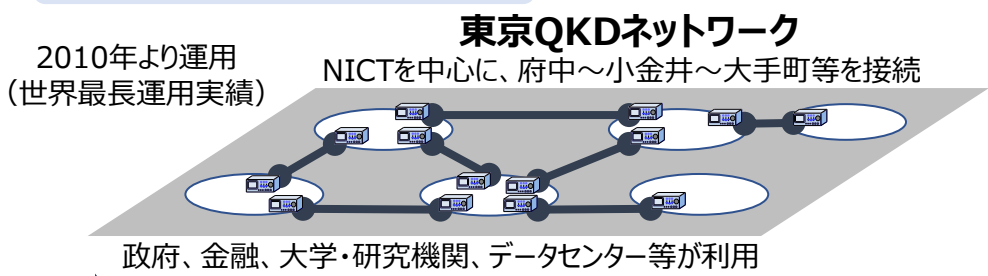 東京QKDネットワーク
2010年より運用
(世界最長運用実績)
NICTを中心に、府中～小金井～大手町等を接続
政府、金融、大学・研究機関、データセンター等が利用